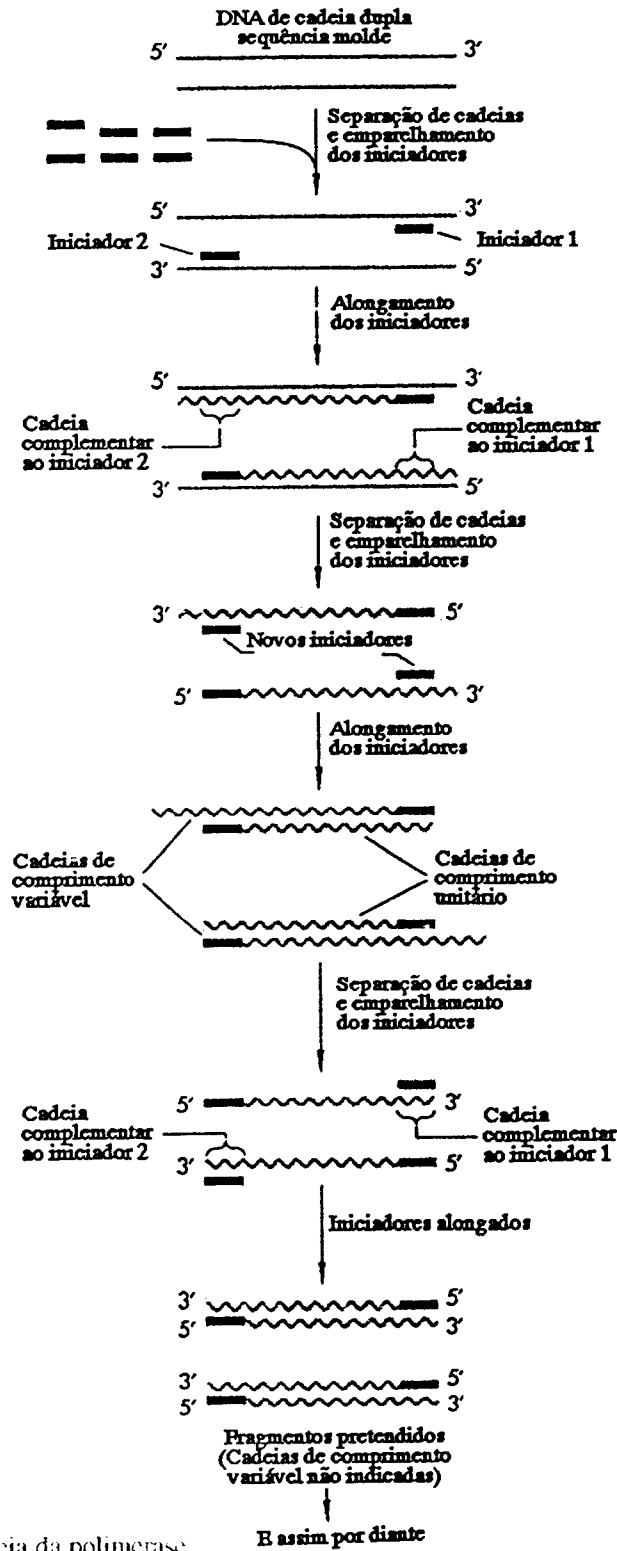 DNA de cadeia dupla
sequência molde
5′ 3′
Separação de cadeias
e emparelhamento
dos iniciadores
5′ 3′
Iniciador 2 Iniciador 1
3′ 5′
Alongamento
dos iniciadores
5′ 3′
Cadeia
complementar
ao iniciador 2
Cadeia
complementar
ao iniciador 1
3′ 5′
Separação de cadeias
e emparelhamento
dos iniciadores
3′ 5′
Novos iniciadores
5′ 3′
Alongamento
dos iniciadores
Cadeias de
comprimento
variável
Cadeias de
comprimento
unitário
Separação de cadeias
e emparelhamento
dos iniciadores
5′ 3′
Cadeia
complementar
ao iniciador 2
Cadeia
complementar
ao iniciador 1
3′ 5′
Iniciadores alongados
3′ 5′
5′ 3′
3′ 5′
5′ 3′
Fragmentos pretendidos
(Cadeias de comprimento
variável não indicadas)
E assim por diante
da polimerase